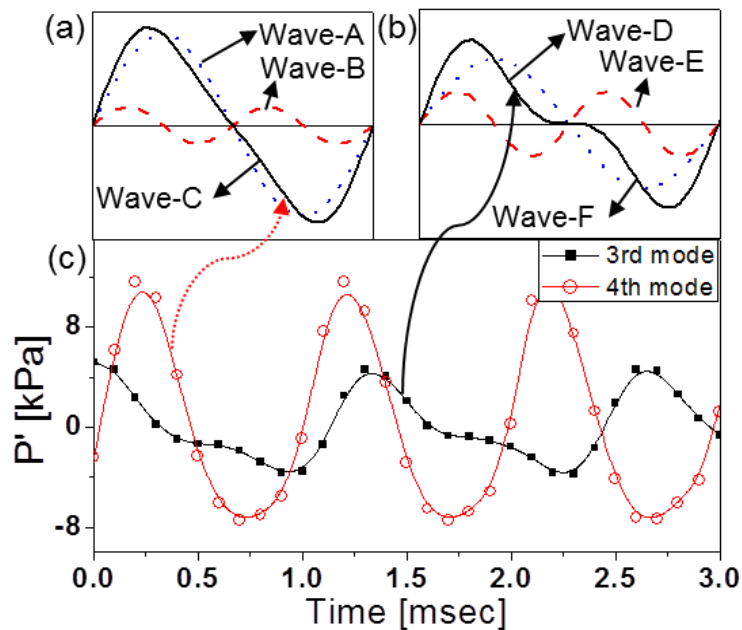 (a)
Wave-A
Wave-B
Wave-C
(b)
Wave-D
Wave-E
Wave-F
(c)
3rd mode
4th mode
P' [kPa]
8
0
-8
0.0 0.5 1.0 1.5 2.0 2.5 3.0
Time [msec]